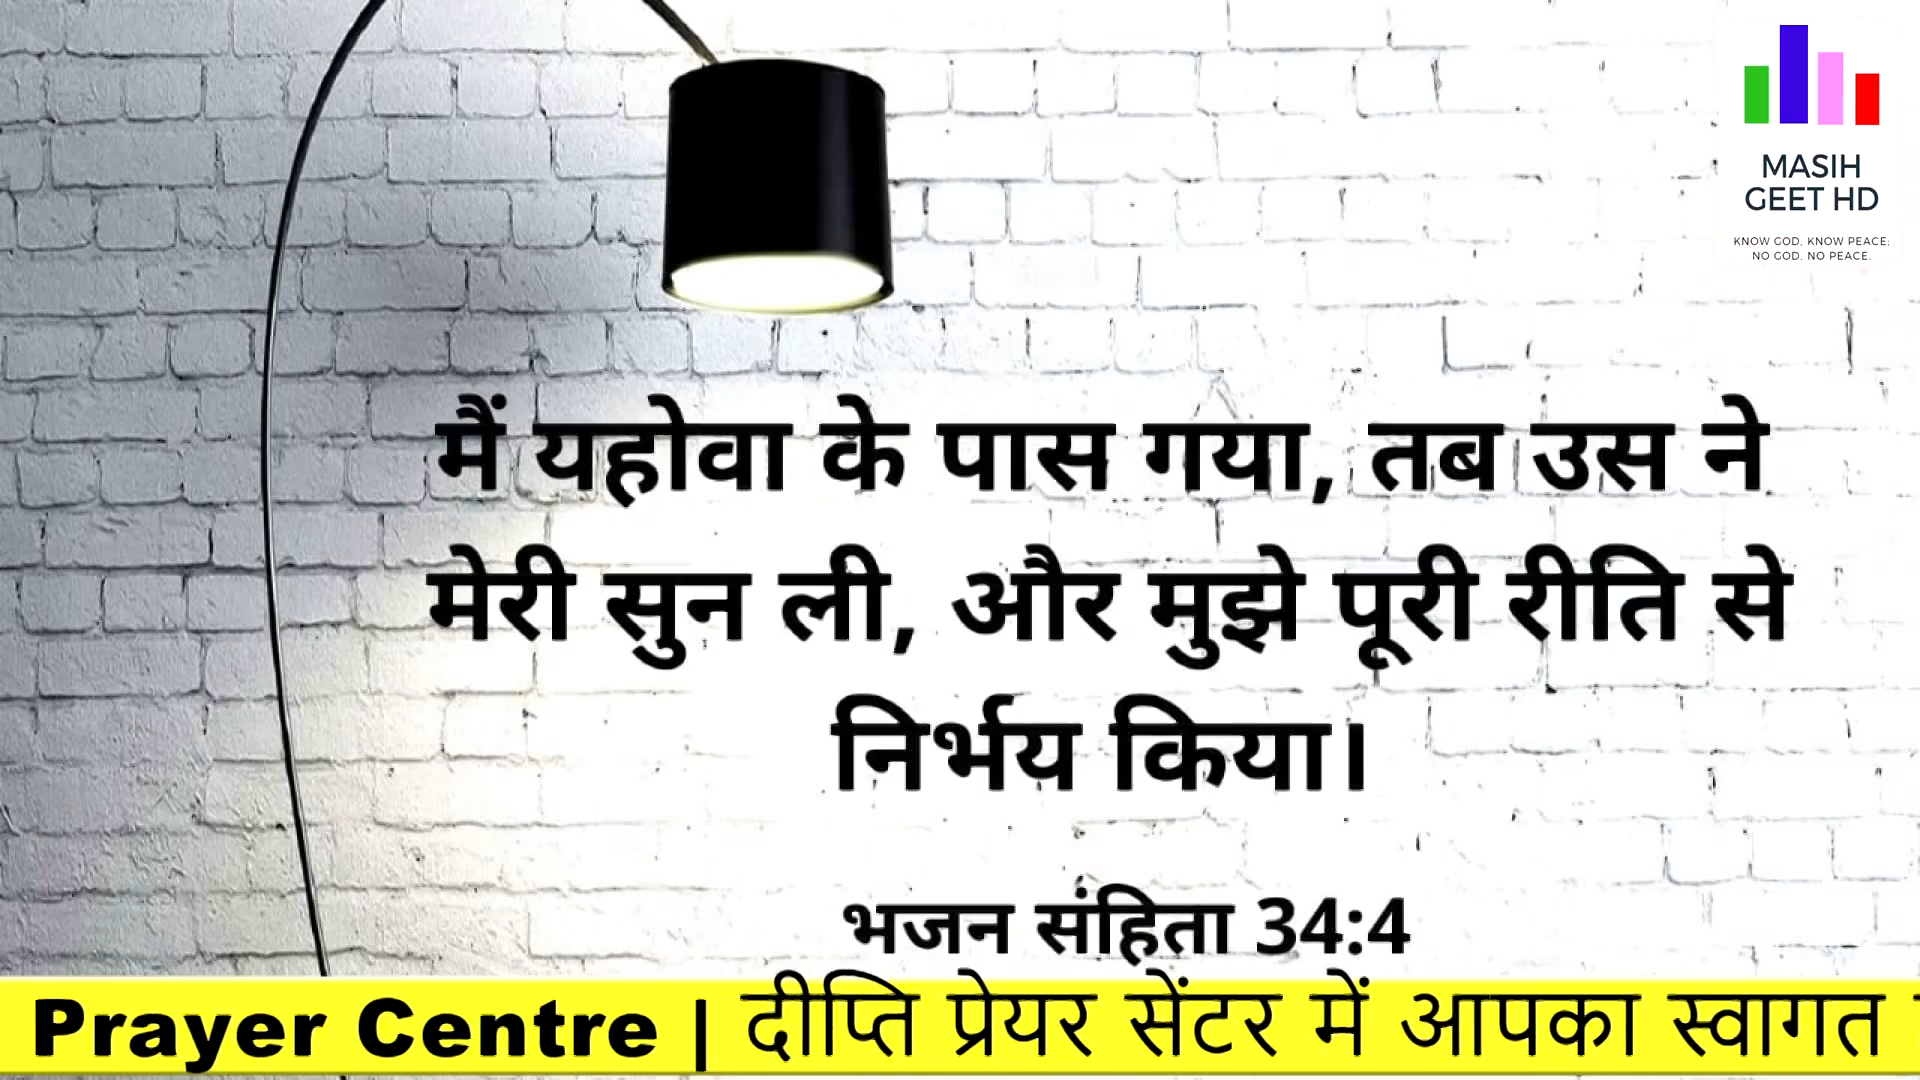 MASIH
GEET HD
KNOW GOD, KNOW PEACE;
NO GOD, NO PEACE.
मैं यहोवा के पास गया, तब उस ने
मेरी सुन ली, और मुझे पूरी रीति से
निर्भय किया।
भजन संहिता 34:4
Prayer Centre | दीप्ति प्रेयर सेंटर में आपका स्वागत